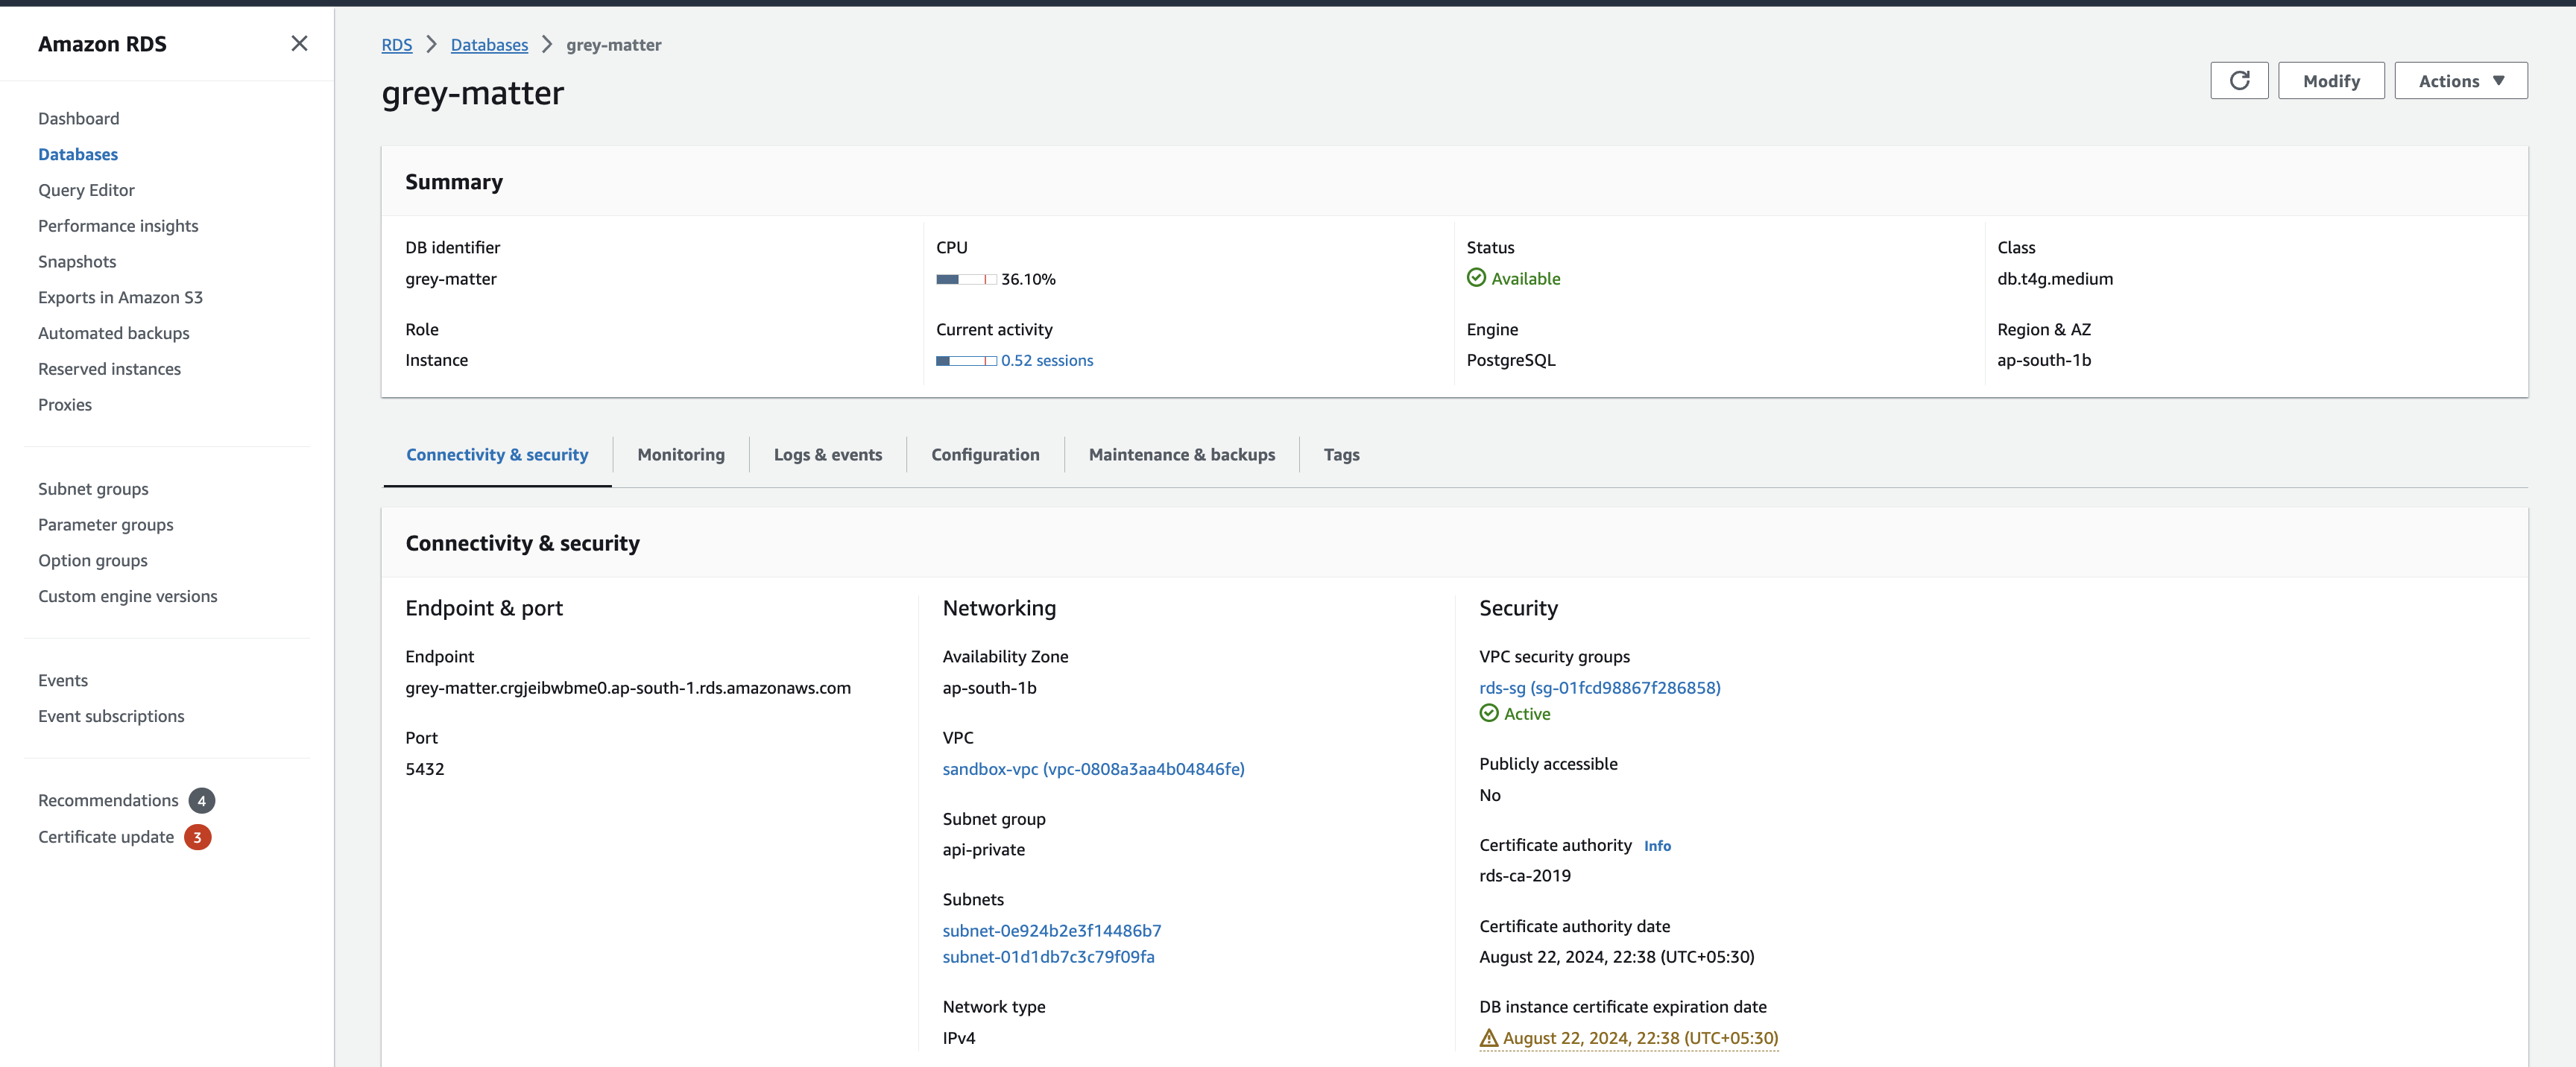 Amazon RDS
Dashboard
Databases
Query Editor
Performance insights
Snapshots
Exports in Amazon S3
Automated backups
Reserved instances
Proxies
Subnet groups
Parameter groups
Option groups
Custom engine versions
Events
Event subscriptions
Recommendations 4
Certificate update 3
RDS > Databases > grey-matter
grey-matter
Modify
Actions
Summary
DB identifier
grey-matter
Role
Instance
CPU
36.10%
Current activity
0.52 sessions
Status
Available
Engine
PostgreSQL
Class
db.t4g.medium
Region & AZ
ap-south-1b
Connectivity & security
Monitoring
Logs & events
Configuration
Maintenance & backups
Tags
Connectivity & security
Endpoint & port
Endpoint
grey-matter.crgjeibwbme0.ap-south-1.rds.amazonaws.com
Port
5432
Networking
Availability Zone
ap-south-1b
VPC
sandbox-vpc (vpc-0808a3aa4b04846fe)
Subnet group
api-private
Subnets
subnet-0e924b2e3f14486b7
subnet-01d1db7c3c79f09fa
Network type
IPv4
Security
VPC security groups
rds-sg (sg-01fcd98867f286858)
Active
Publicly accessible
No
Certificate authority Info
rds-ca-2019
Certificate authority date
August 22, 2024, 22:38 (UTC+05:30)
DB instance certificate expiration date
August 22, 2024, 22:38 (UTC+05:30)